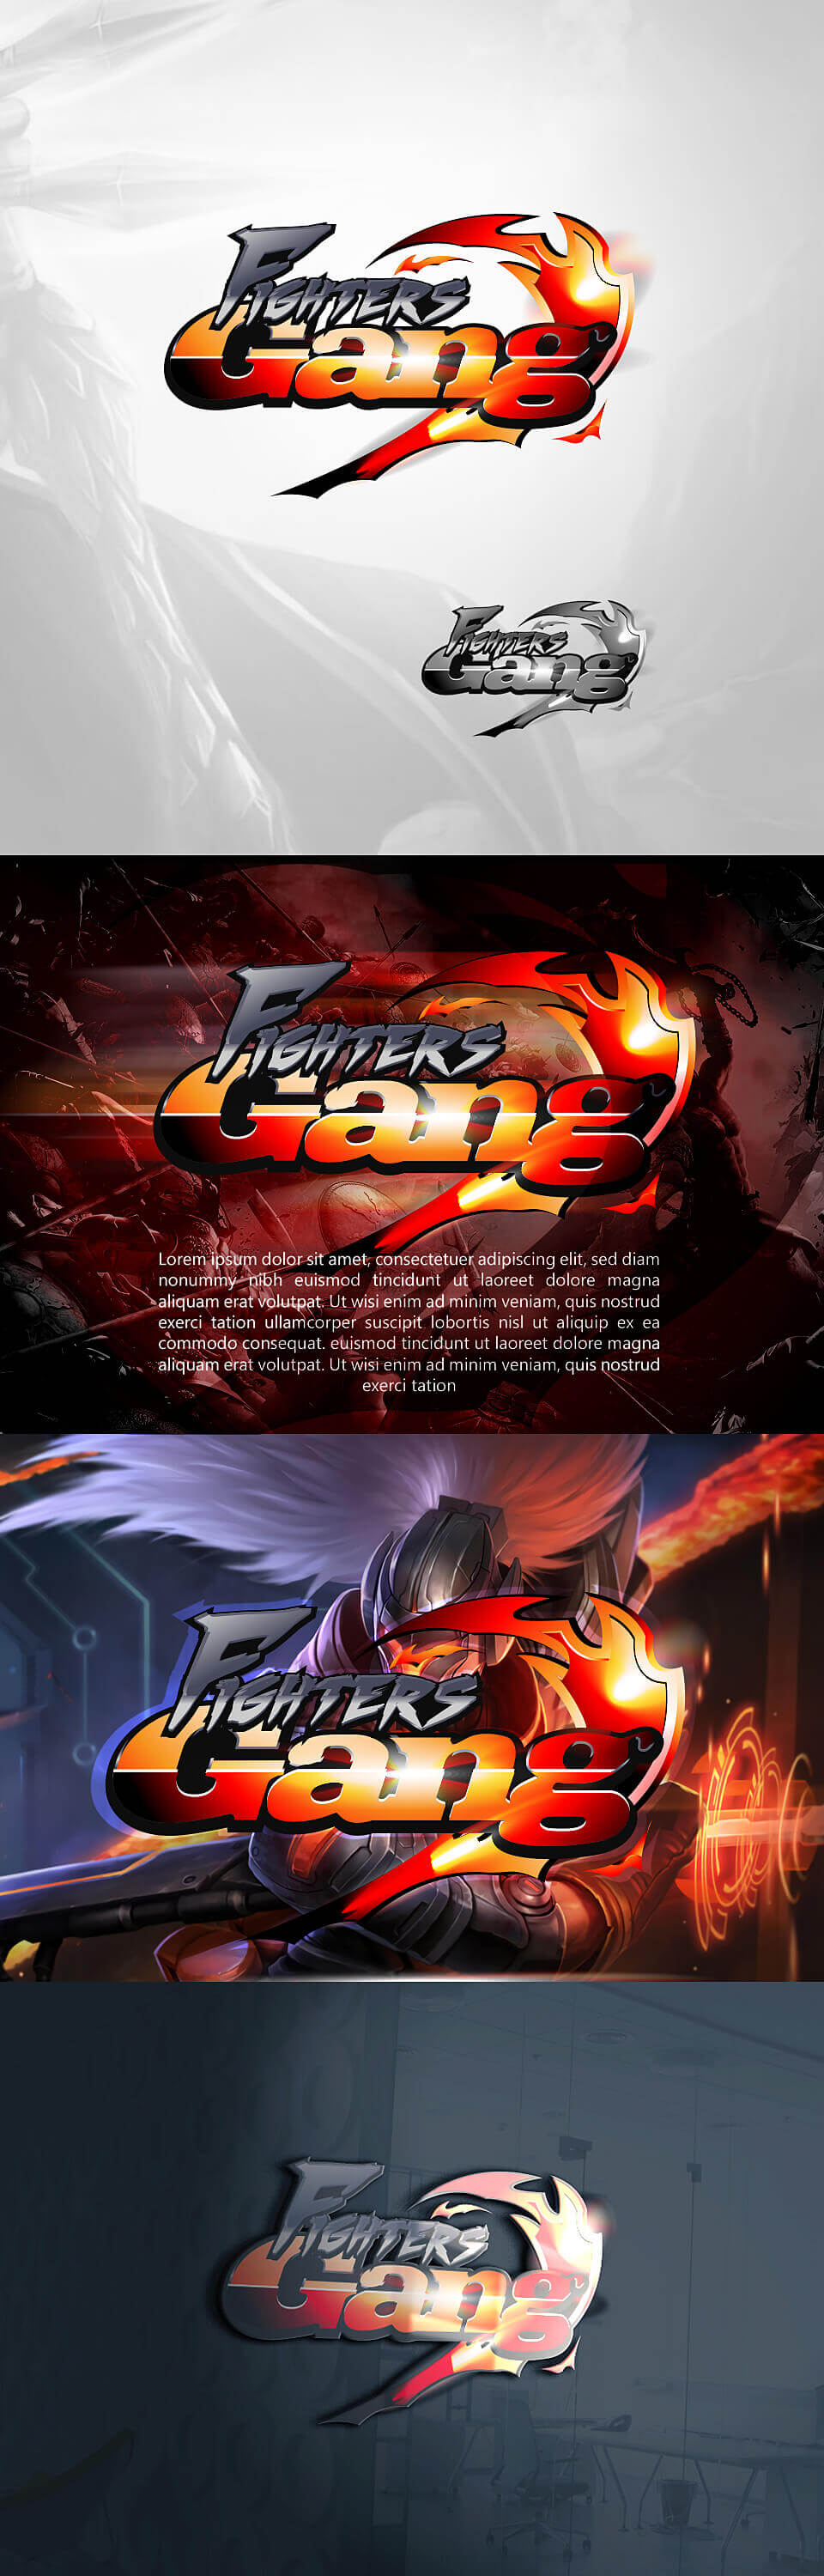 Fighters
Gang
Fighters
Gang
Fighters
Gang
Lorem ipsum dolor sit amet, consectetuer adipiscing elit, sed diam
nonummy nibh euismod tincidunt ut laoreet dolore magna
aliquam erat volutpat. Ut wisi enim ad minim veniam, quis nostrud
exerci tation ullamcorper suscipit lobortis nisl ut aliquip ex ea
commodo consequat. euismod tincidunt ut laoreet dolore magna
aliquam erat volutpat. Ut wisi enim ad minim veniam, quis nostrud
exerci tation
Fighters
Gang
Fighters
Gang